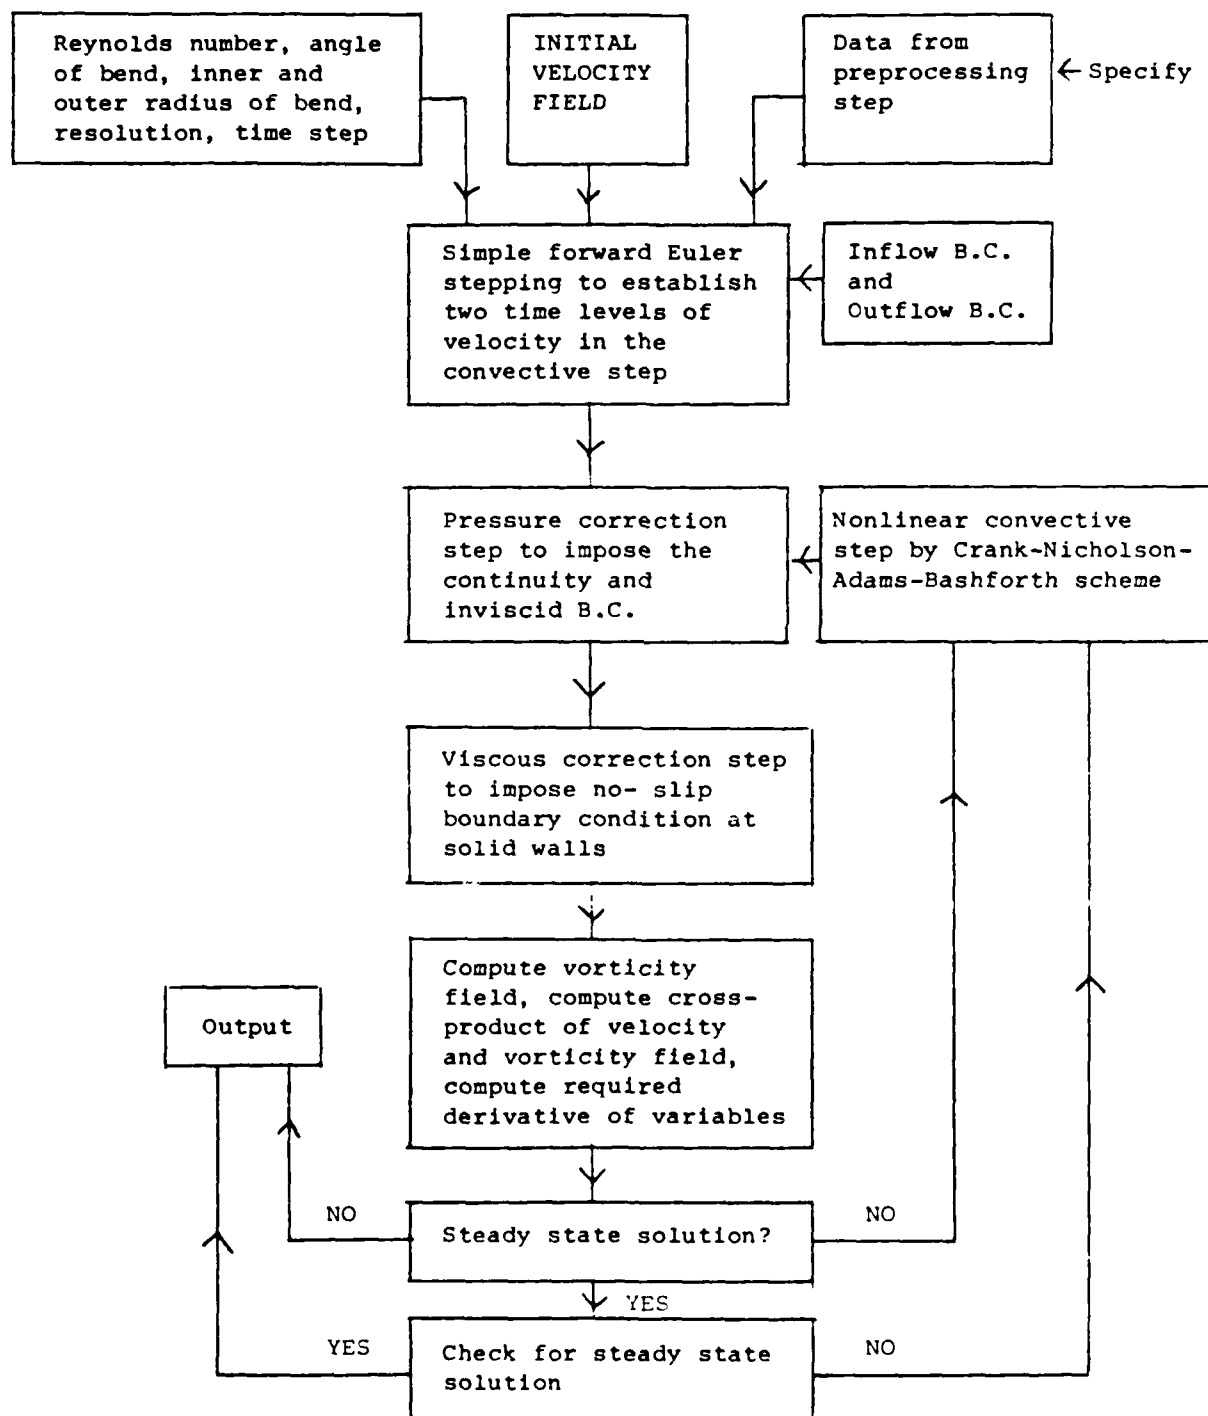 Reynolds number, angle
of bend, inner and
outer radius of bend,
resolution, time step
INITIAL
VELOCITY
FIELD
Data from
preprocessing
step
Specify
Simple forward Euler
stepping to establish
two time levels of
velocity in the
convective step
Inflow B.C.
and
Outflow B.C.
Pressure correction
step to impose the
continuity and
inviscid B.C.
Nonlinear convective
step by Crank-Nicholson-
Adams-Bashforth scheme
Viscous correction step
to impose no- slip
boundary condition at
solid walls
Compute vorticity
field, compute cross-
product of velocity
and vorticity field,
compute required
derivative of variables
Output
NO
Steady state solution?
NO
YES
YES
Check for steady state
solution
NO